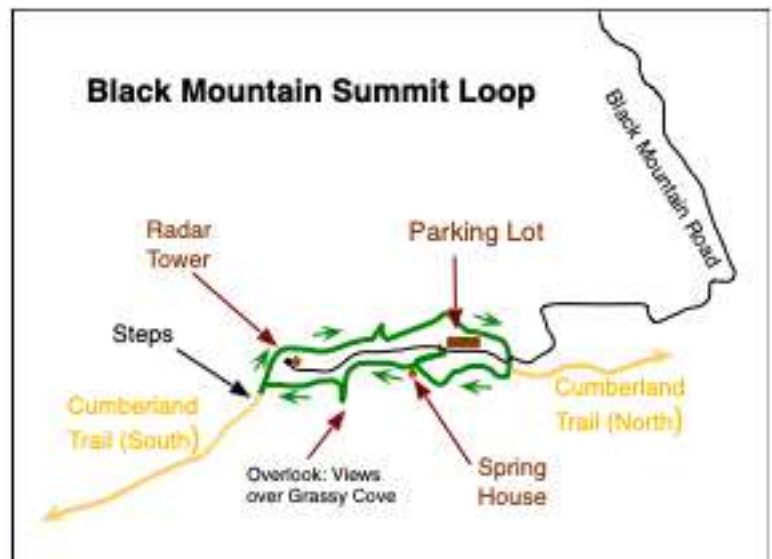 Black Mountain Summit Loop
Black Mountain Road
Radar
Tower
Parking Lot
Steps
Cumberland
Trail (South)
Cumberland
Trail (North)
Overlook: Views
over Grassy Cove
Spring
House